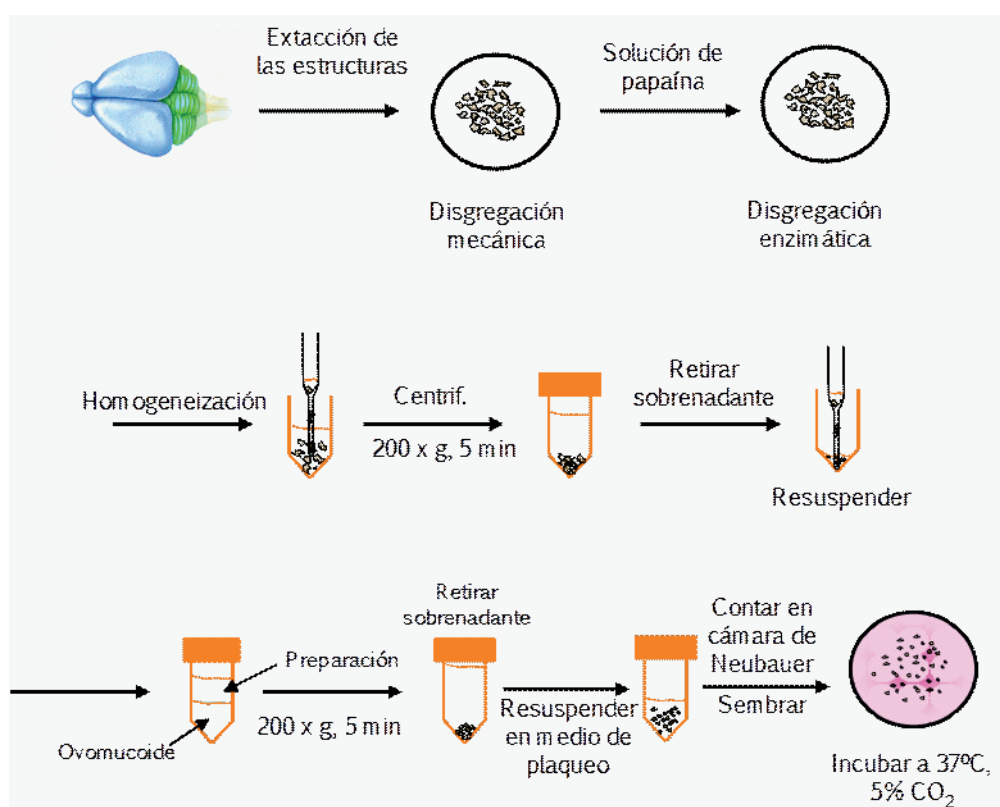 Extacción de
las estructuras
Solución de
papaína
Disgregación
mecánica
Disgregación
enzimática
Homogeneización
Centrif.
200 x g, 5 min
Retirar
sobrenadante
Resuspender
Ovomucoide
Preparación
200 x g, 5 min
Retirar
sobrenadante
Resuspender
en medio de
plaqueo
Contar en
cámara de
Neubauer
Sembrar
Incubar a 37ºC,
5% CO₂